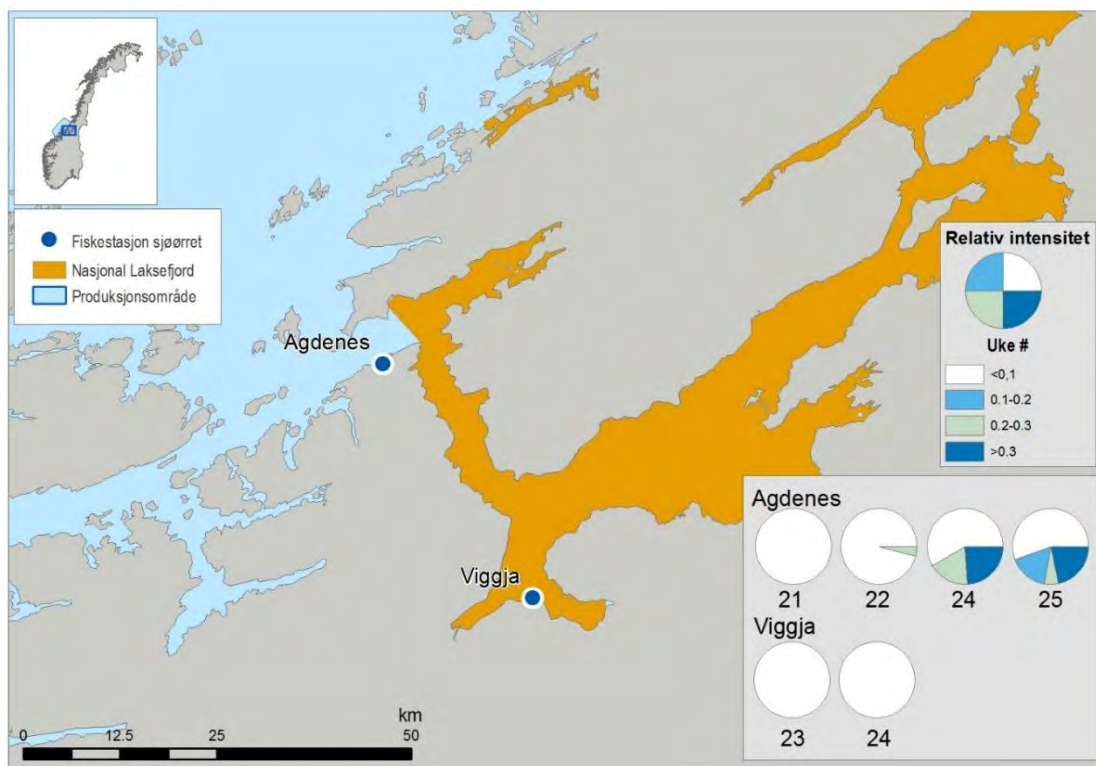 Fiskestasjon sjøørret
Nasjonal Laksefjord
Produksjonsområde
Agdenes
Viggja
Relativ intensitet
Uke #
<0,1
0.1-0.2
0.2-0.3
>0.3
Agdenes
21 22 24 25
Viggja
23 24
km
0 12.5 25 50